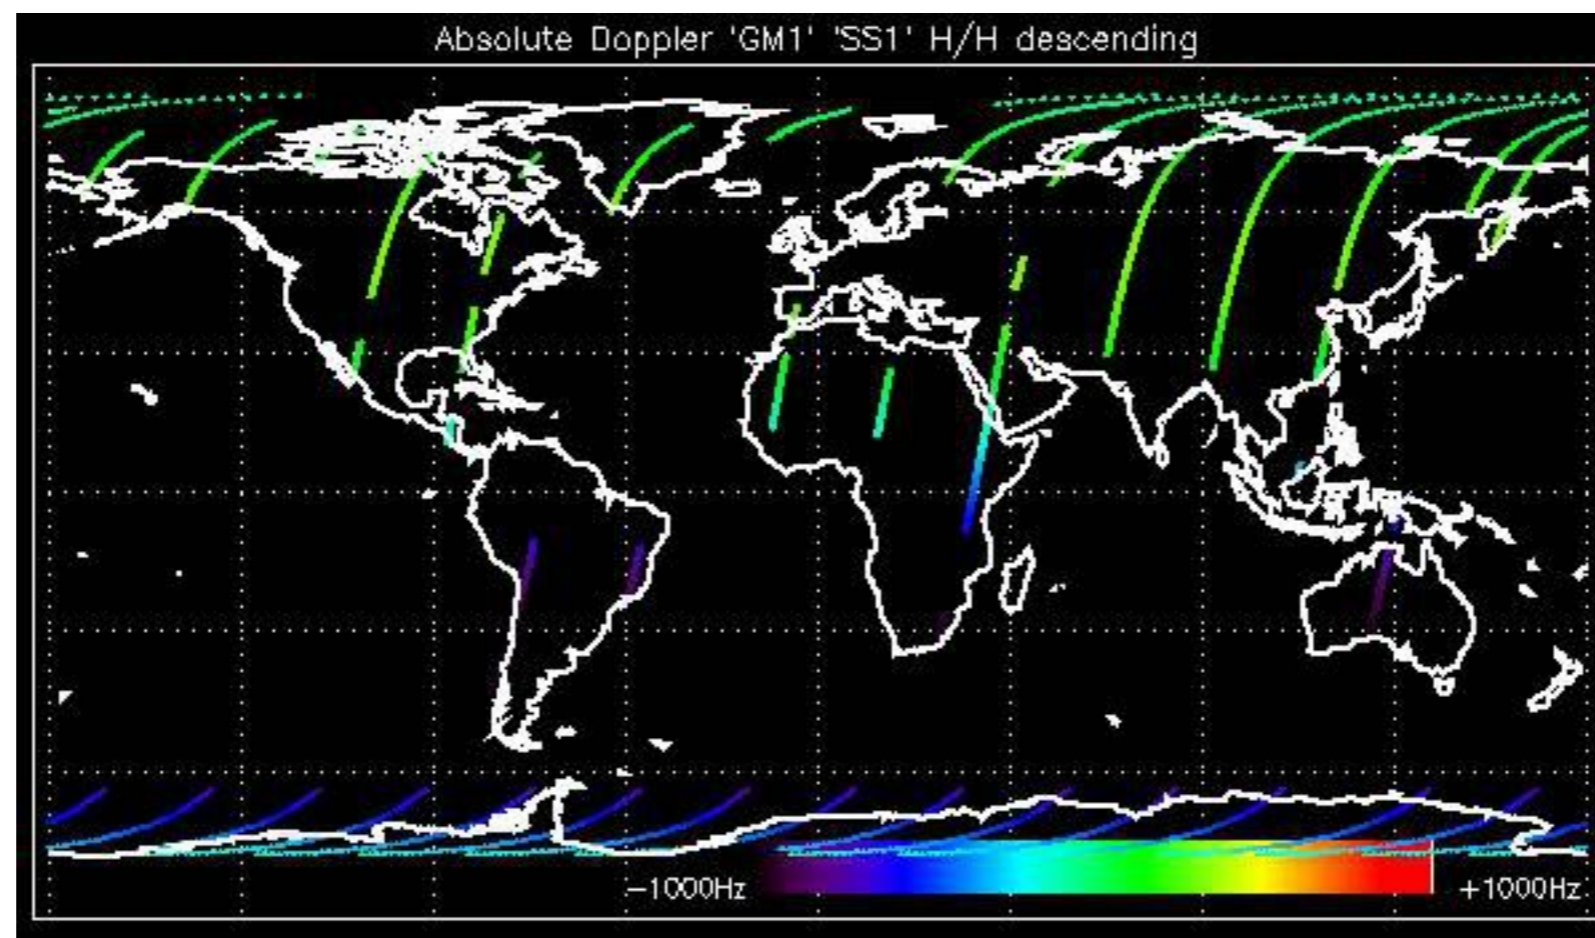 Absolute Doppler 'GM1' 'SS1' H/H descending
−1000Hz
+1000Hz